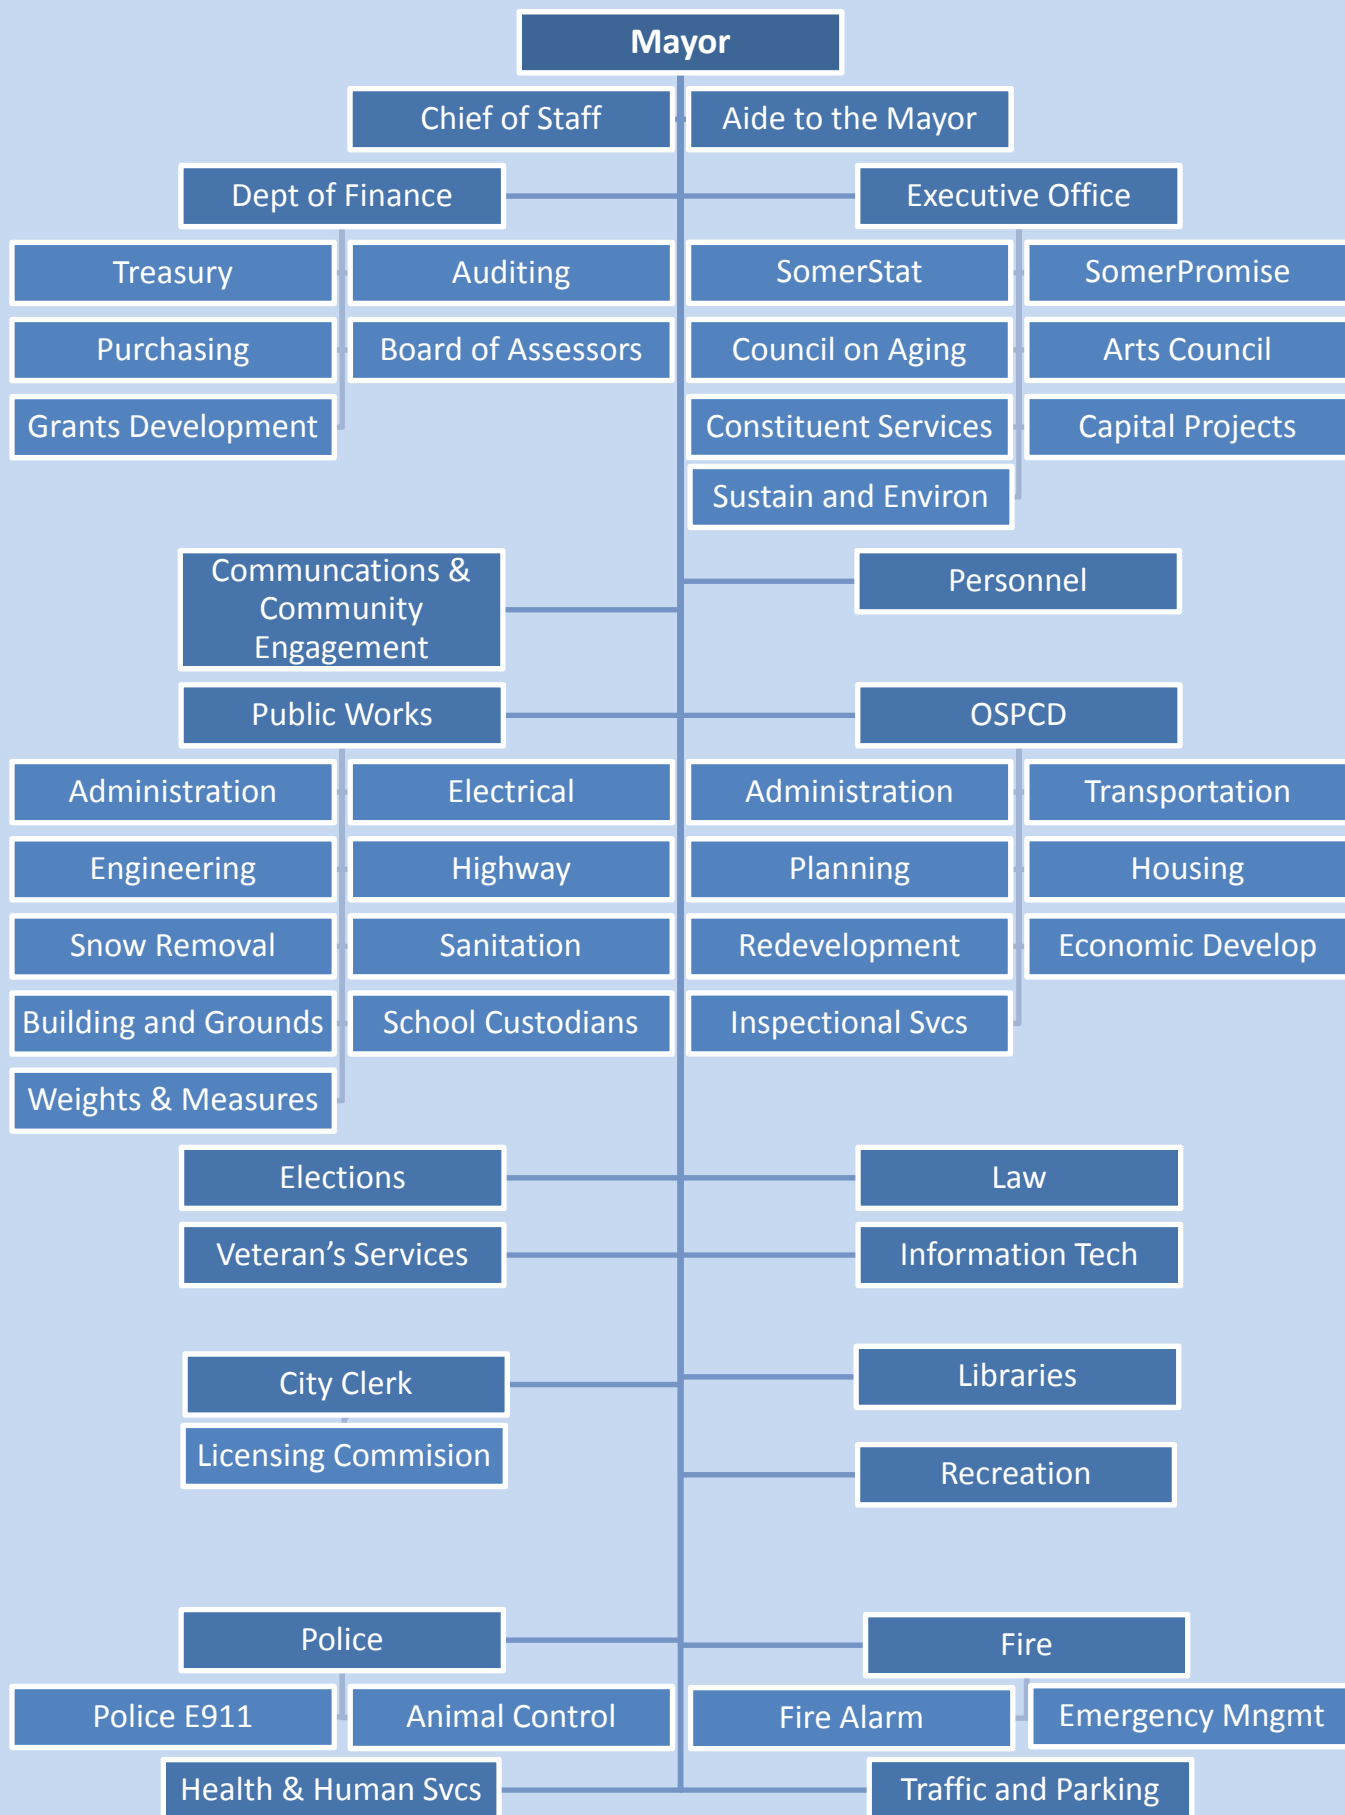 Mayor
Chief of Staff
Aide to the Mayor
Dept of Finance
Executive Office
Treasury
Auditing
SomerStat
SomerPromise
Purchasing
Board of Assessors
Council on Aging
Arts Council
Grants Development
Constituent Services
Capital Projects
Sustain and Environ
Communcations &
Community
Engagement
Personnel
Public Works
OSPCD
Administration
Electrical
Administration
Transportation
Engineering
Highway
Planning
Housing
Snow Removal
Sanitation
Redevelopment
Economic Develop
Building and Grounds
School Custodians
Inspectional Svcs
Weights & Measures
Elections
Law
Veteran’s Services
Information Tech
City Clerk
Libraries
Licensing Commision
Recreation
Police
Fire
Police E911
Animal Control
Fire Alarm
Emergency Mngmt
Health & Human Svcs
Traffic and Parking